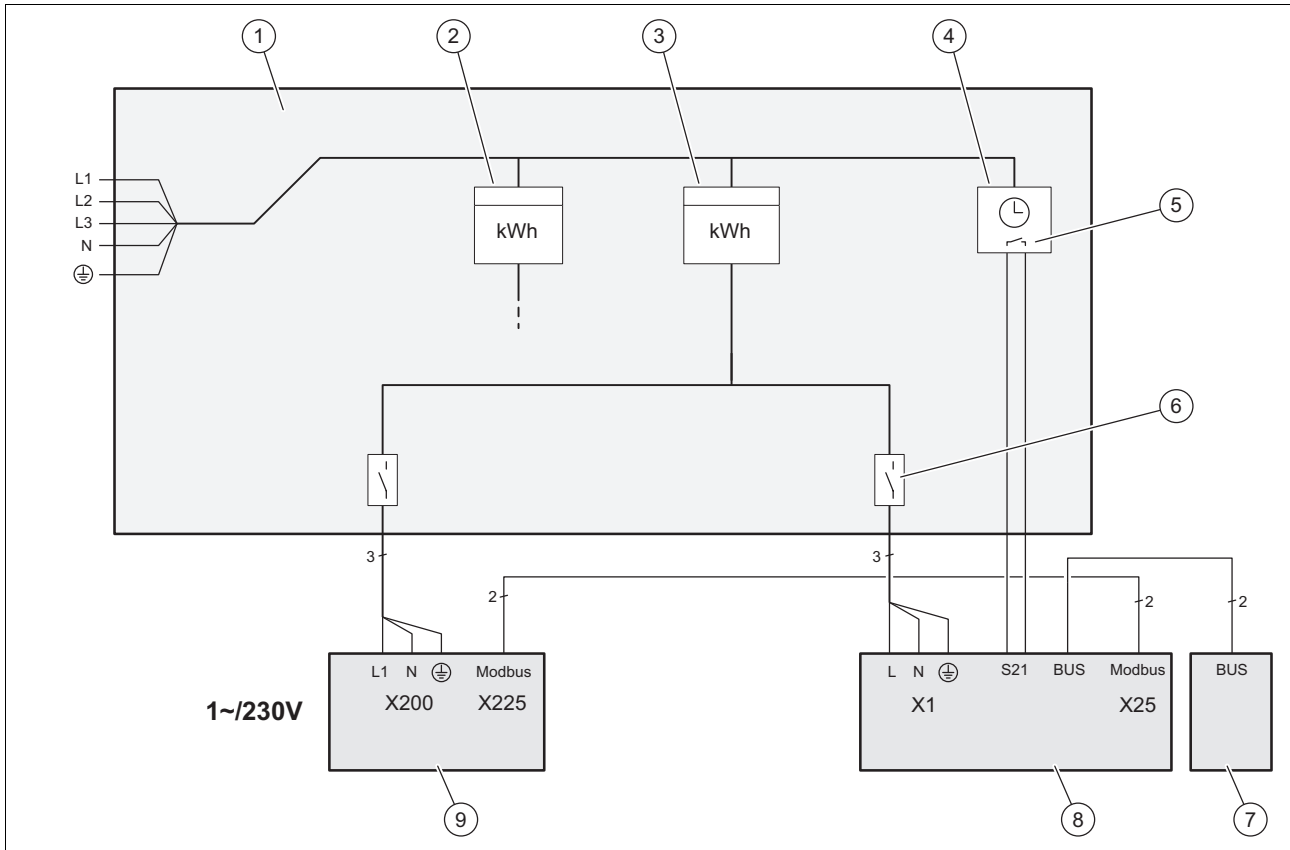 1 2 3 4
L1
L2
L3
N
kWh kWh
5
6
3 3
2 2 2
L1 N Modbus
X200 X225
L N S21 BUS Modbus
X1 X25
BUS
1~/230V
9 8 7